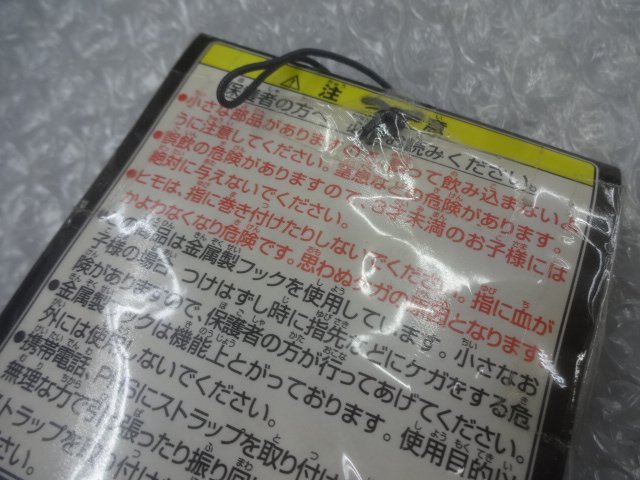 ⚠ 注意
保護者の方へ 必ずお読みください。
●小さな部品があります。誤って飲み込まないよ
うに注意してください。窒息などの危険があります。
●誤飲の危険がありますので、3才未満のお子様には
絶対に与えないでください。
●ヒモは、指に巻き付けたりしないでください。指に血が
かよわなくなり危険です。思わぬケガの原因となります
の商品は金属製フックを使用しています。小さなお
子様の場合、つけはずし時に指先などにケガをする危
険がありますので、保護者の方が行ってあげてください。
●金属製フックは機能上とがっております。使用目的以
外には使用しないでください。
●携帯電話、PHSにストラップを取り付け
無理な力で引っ張ったり振り回
ストラップを取り付け
さい。